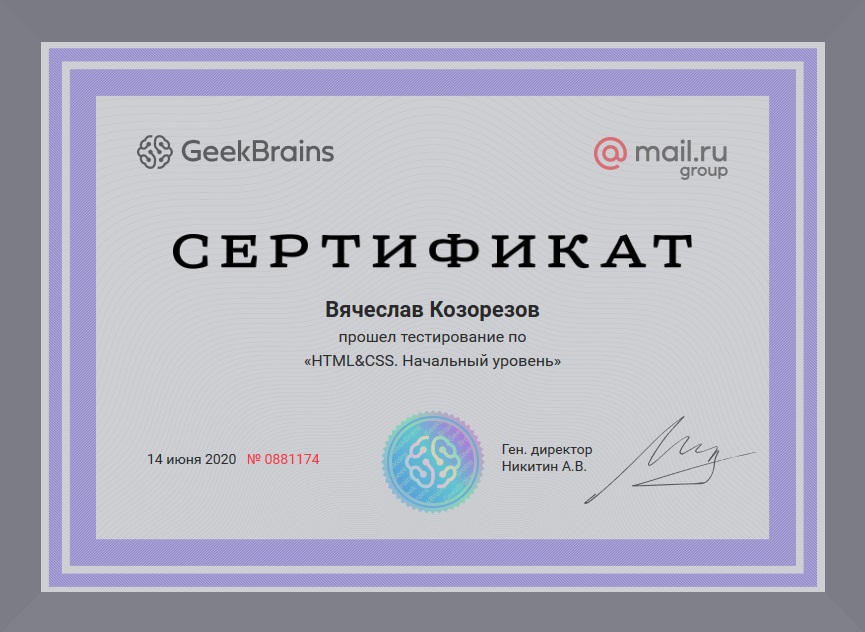 GeekBrains
mail.ru
group
СЕРТИФИКАТ
Вячеслав Козорезов
прошел тестирование по
«HTML&CSS. Начальный уровень»
14 июня 2020 № 0881174
Ген. директор
Никитин А.В.